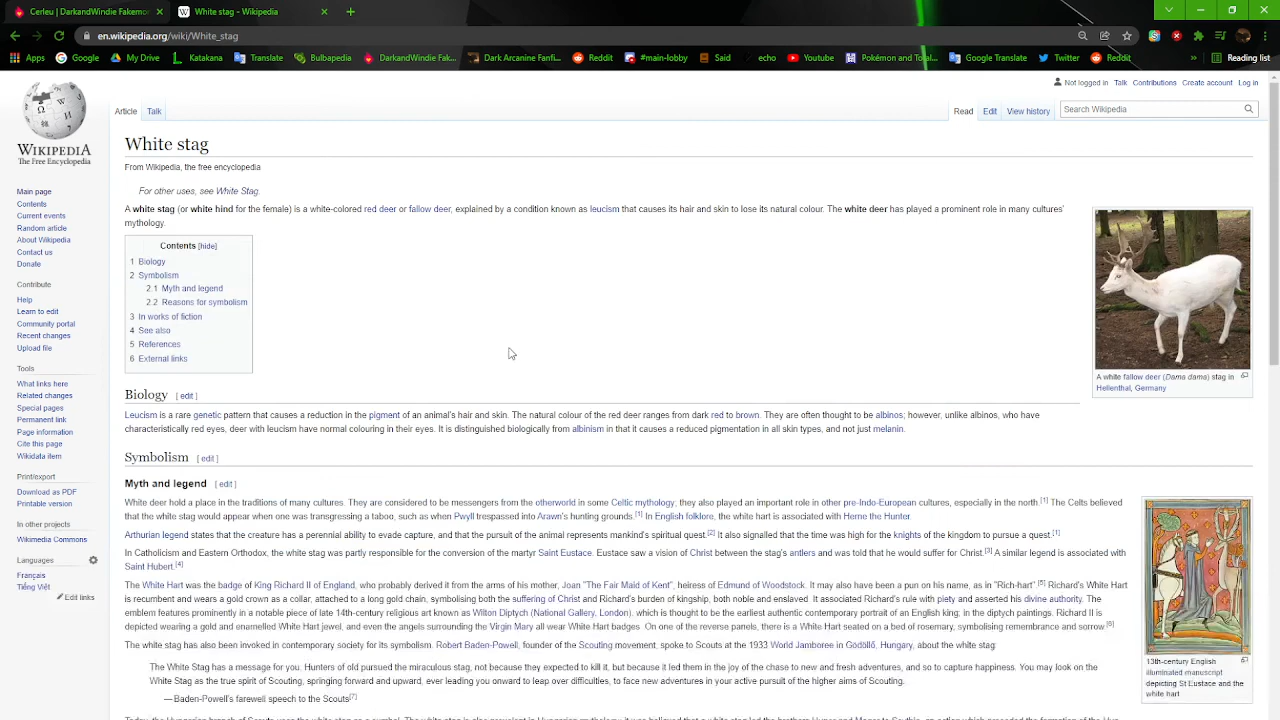 Cerleu | DarkandWindie Fakemo
White stag - Wikipedia
en.wikipedia.org/wiki/White_stag
Apps Google My Drive Katakana Translate Bulbapedia DarkandWindie Fak... Dark Arcanine Fanfi... Reddit #main-lobby Said echo YouTube Pokémon and Total... Google Translate Twitter Reddit » Reading list
Not logged in Talk Contributions Create account Log in
Article Talk Read Edit View history Search Wikipedia
WIKIPEDIA
The Free Encyclopedia
Main page
Contents
Current events
Random article
About Wikipedia
Contact us
Donate
Contribute
Help
Learn to edit
Community portal
Recent changes
Upload file
Tools
What links here
Related changes
Special pages
Permanent link
Page information
Cite this page
Wikidata item
Print/export
Download as PDF
Printable version
In other projects
Wikimedia Commons
Languages
Français
Tiếng Việt
Edit links
White stag
From Wikipedia, the free encyclopedia
For other uses, see White Stag.
A white stag (or white hind for the female) is a white-colored red deer or fallow deer, explained by a condition known as leucism that causes its hair and skin to lose its natural colour. The white deer has played a prominent role in many cultures'
mythology.
Contents [hide]
1 Biology
2 Symbolism
2.1 Myth and legend
2.2 Reasons for symbolism
3 In works of fiction
4 See also
5 References
6 External links
A white fallow deer (Dama dama) stag in
Hellenthal, Germany
Biology [ edit ]
Leucism is a rare genetic pattern that causes a reduction in the pigment of an animal's hair and skin. The natural colour of the red deer ranges from dark red to brown. They are often thought to be albinos; however, unlike albinos, who have
characteristically red eyes, deer with leucism have normal colouring in their eyes. It is distinguished biologically from albinism in that it causes a reduced pigmentation in all skin types, and not just melanin.
Symbolism [ edit ]
Myth and legend [ edit ]
White deer hold a place in the traditions of many cultures. They are considered to be messengers from the otherworld in some Celtic mythology; they also played an important role in other pre-Indo-European cultures, especially in the north.[1] The Celts believed
that the white stag would appear when one was transgressing a taboo, such as when Pwyll trespassed into Arawn's hunting grounds.[1] In English folklore, the white hart is associated with Herne the Hunter.
Arthurian legend states that the creature has a perennial ability to evade capture, and that the pursuit of the animal represents mankind's spiritual quest.[2] It also signalled that the time was high for the knights of the kingdom to pursue a quest.[1]
In Catholicism and Eastern Orthodox, the white stag was partly responsible for the conversion of the martyr Saint Eustace. Eustace saw a vision of Christ between the stag's antlers and was told that he would suffer for Christ.[3] A similar legend is associated with
Saint Hubert.[4]
The White Hart was the badge of King Richard II of England, who probably derived it from the arms of his mother, Joan "The Fair Maid of Kent", heiress of Edmund of Woodstock. It may also have been a pun on his name, as in "Rich-hart".[5] Richard's White Hart
is recumbent and wears a gold crown as a collar, attached to a long gold chain, symbolising both the suffering of Christ and Richard's burden of kingship, both noble and enslaved. It associated Richard's rule with piety and asserted his divine authority. The
emblem features prominently in a notable piece of late 14th-century religious art known as Wilton Diptych (National Gallery, London), which is thought to be the earliest authentic contemporary portrait of an English king; in the diptych paintings. Richard II is
depicted wearing a gold and enamelled White Hart jewel, and even the angels surrounding the Virgin Mary all wear White Hart badges. On one of the reverse panels, there is a White Hart seated on a bed of rosemary, symbolising remembrance and sorrow.[6]
The white stag has also been invoked in contemporary society for its symbolism. Robert Baden-Powell, founder of the Scouting movement, spoke to Scouts at the 1933 World Jamboree in Gödöllő, Hungary, about the white stag:
The White Stag has a message for you. Hunters of old pursued the miraculous stag, not because they expected to kill it, but because it led them in the joy of the chase to new and fresh adventures, and so to capture happiness. You may look on the
White Stag as the true spirit of Scouting, springing forward and upward, ever leading you onward to leap over difficulties, to face new adventures in your active pursuit of the higher aims of Scouting.
— Baden-Powell's farewell speech to the Scouts[7]
13th-century English
illuminated manuscript
depicting St Eustace and the
white hart